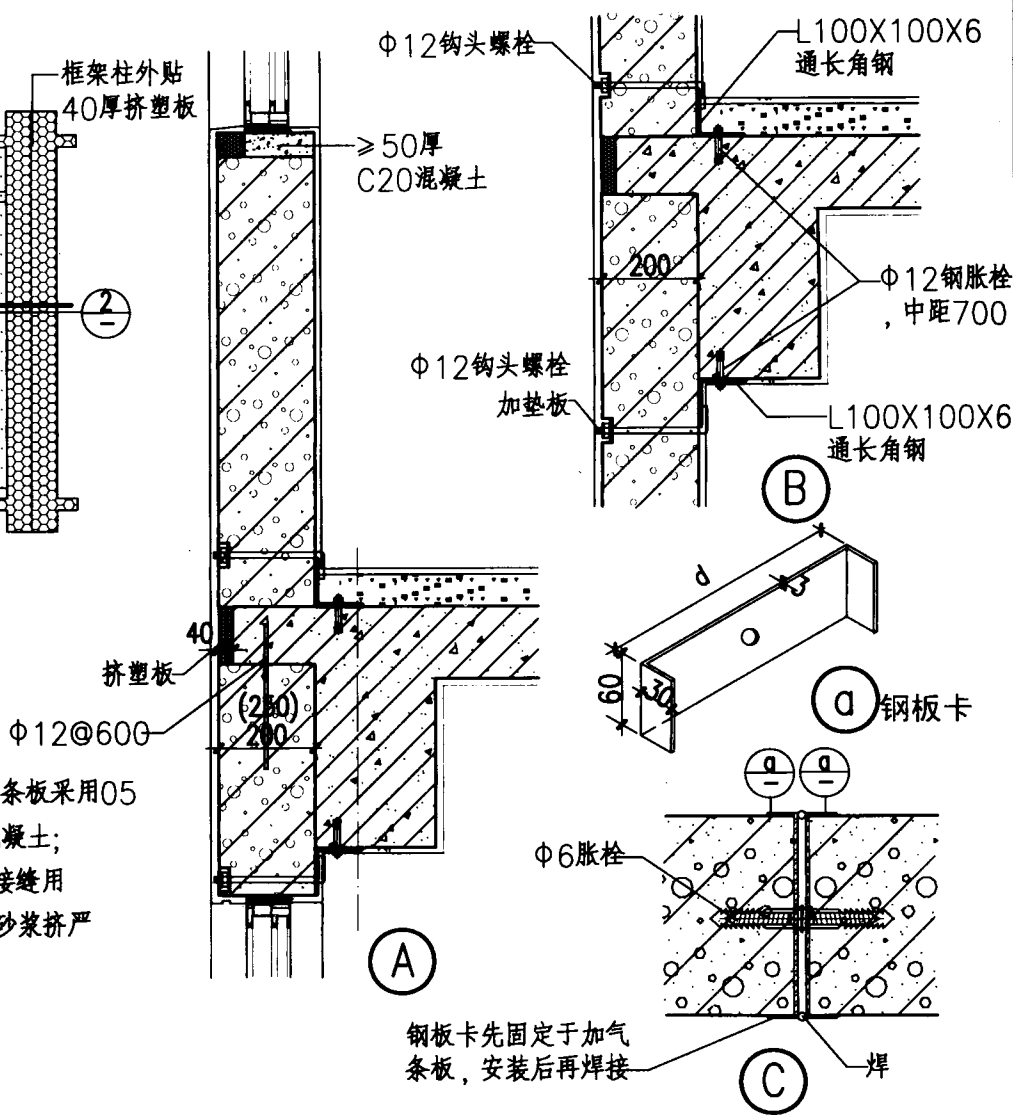 框架柱外贴
40厚挤塑板
2
≥50厚
C20混凝土
40
挤塑板
Φ12@600
(250)
200
条板采用05
凝土;
接缝用
砂浆挤严
A
Φ12钩头螺栓
L100X100X6
通长角钢
200
Φ12钢胀栓
,中距700
Φ12钩头螺栓
加垫板
L100X100X6
通长角钢
B
d
3
60
30
a 钢板卡
a a
Φ6胀栓
钢板卡先固定于加气
条板,安装后再焊接
焊
C